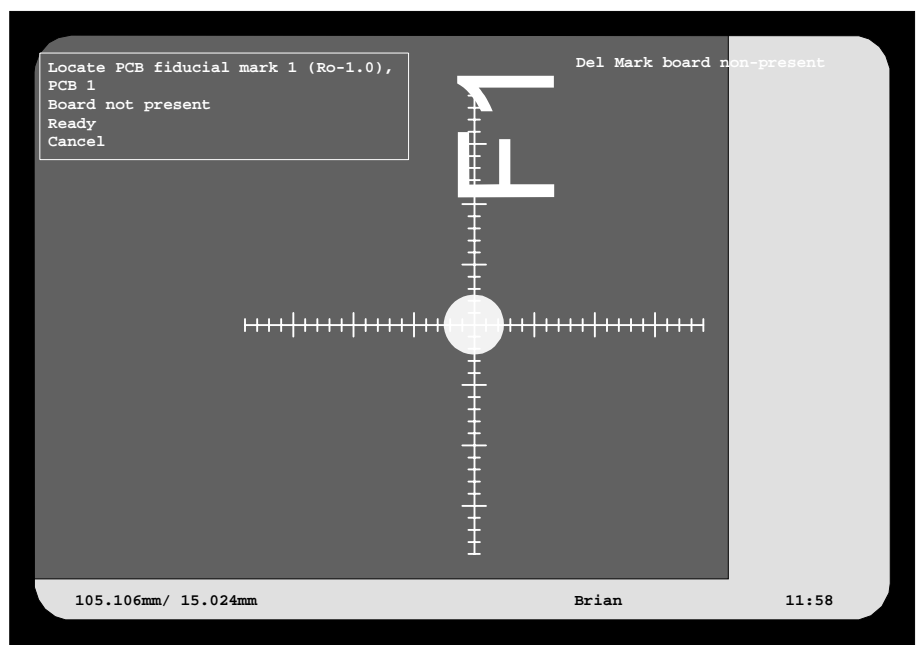 Locate PCB fiducial mark 1 (Ro-1.0),
PCB 1
Board not present
Ready
Cancel
Del Mark board non-present
F1
105.106mm/ 15.024mm
Brian
11:58